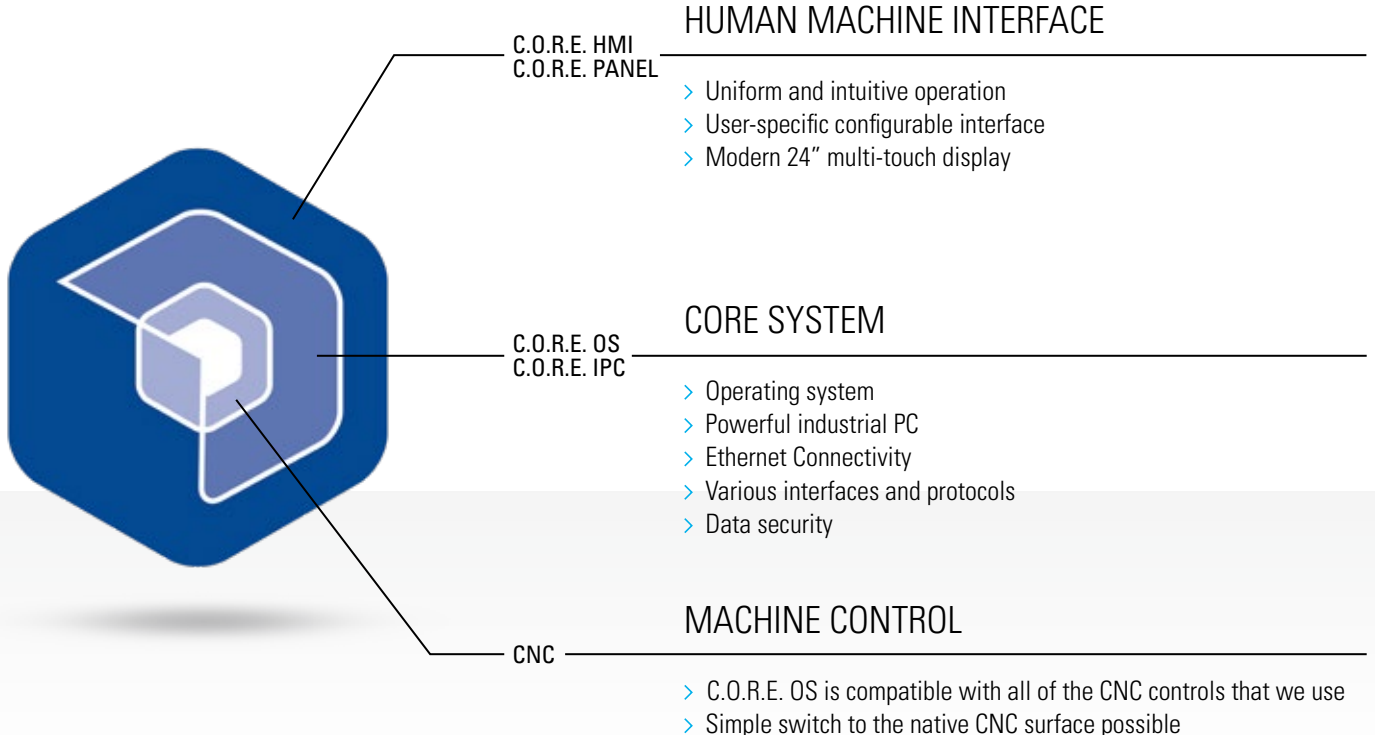 HUMAN MACHINE INTERFACE
C.O.R.E. HMI
C.O.R.E. PANEL
> Uniform and intuitive operation
> User-specific configurable interface
> Modern 24” multi-touch display
CORE SYSTEM
C.O.R.E. OS
C.O.R.E. IPC
> Operating system
> Powerful industrial PC
> Ethernet Connectivity
> Various interfaces and protocols
> Data security
MACHINE CONTROL
CNC
> C.O.R.E. OS is compatible with all of the CNC controls that we use
> Simple switch to the native CNC surface possible